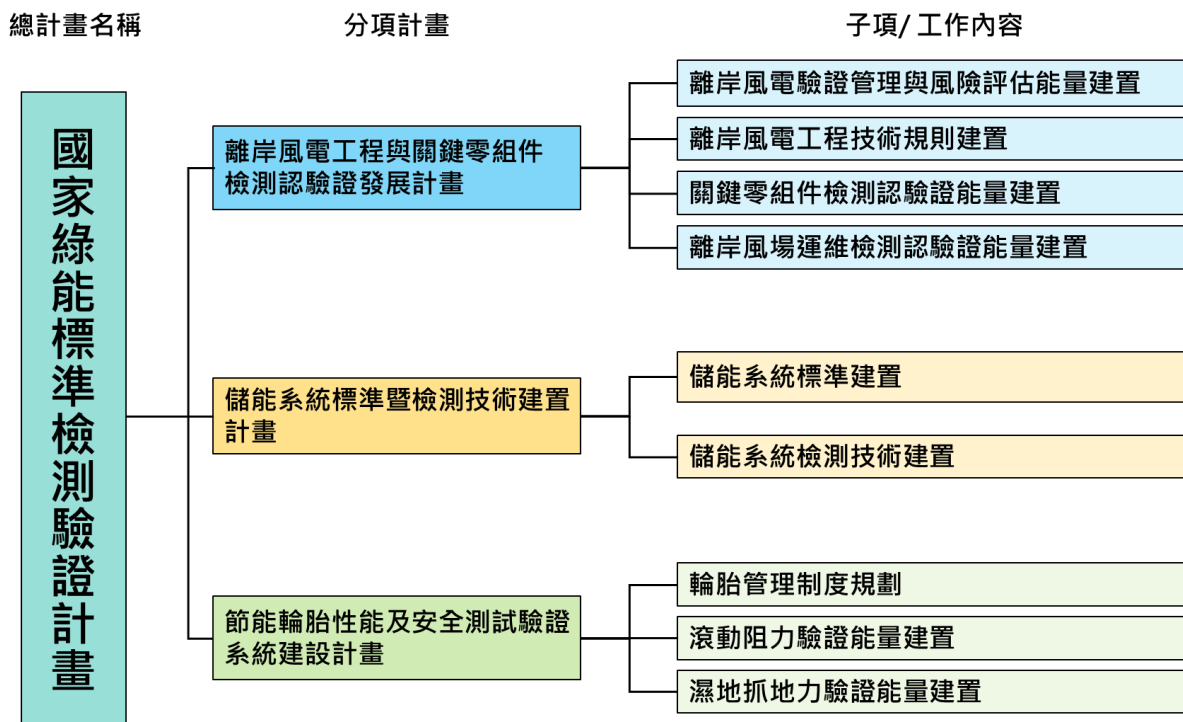 總計畫名稱
分項計畫
子項/ 工作內容
國家綠能標準檢測驗證計畫
離岸風電工程與關鍵零組件
檢測認驗證發展計畫
離岸風電驗證管理與風險評估能量建置
離岸風電工程技術規則建置
關鍵零組件檢測認驗證能量建置
離岸風場運維檢測認驗證能量建置
儲能系統標準暨檢測技術建置
計畫
儲能系統標準建置
儲能系統檢測技術建置
節能輪胎性能及安全測試驗證
系統建設計畫
輪胎管理制度規劃
滾動阻力驗證能量建置
濕地抓地力驗證能量建置